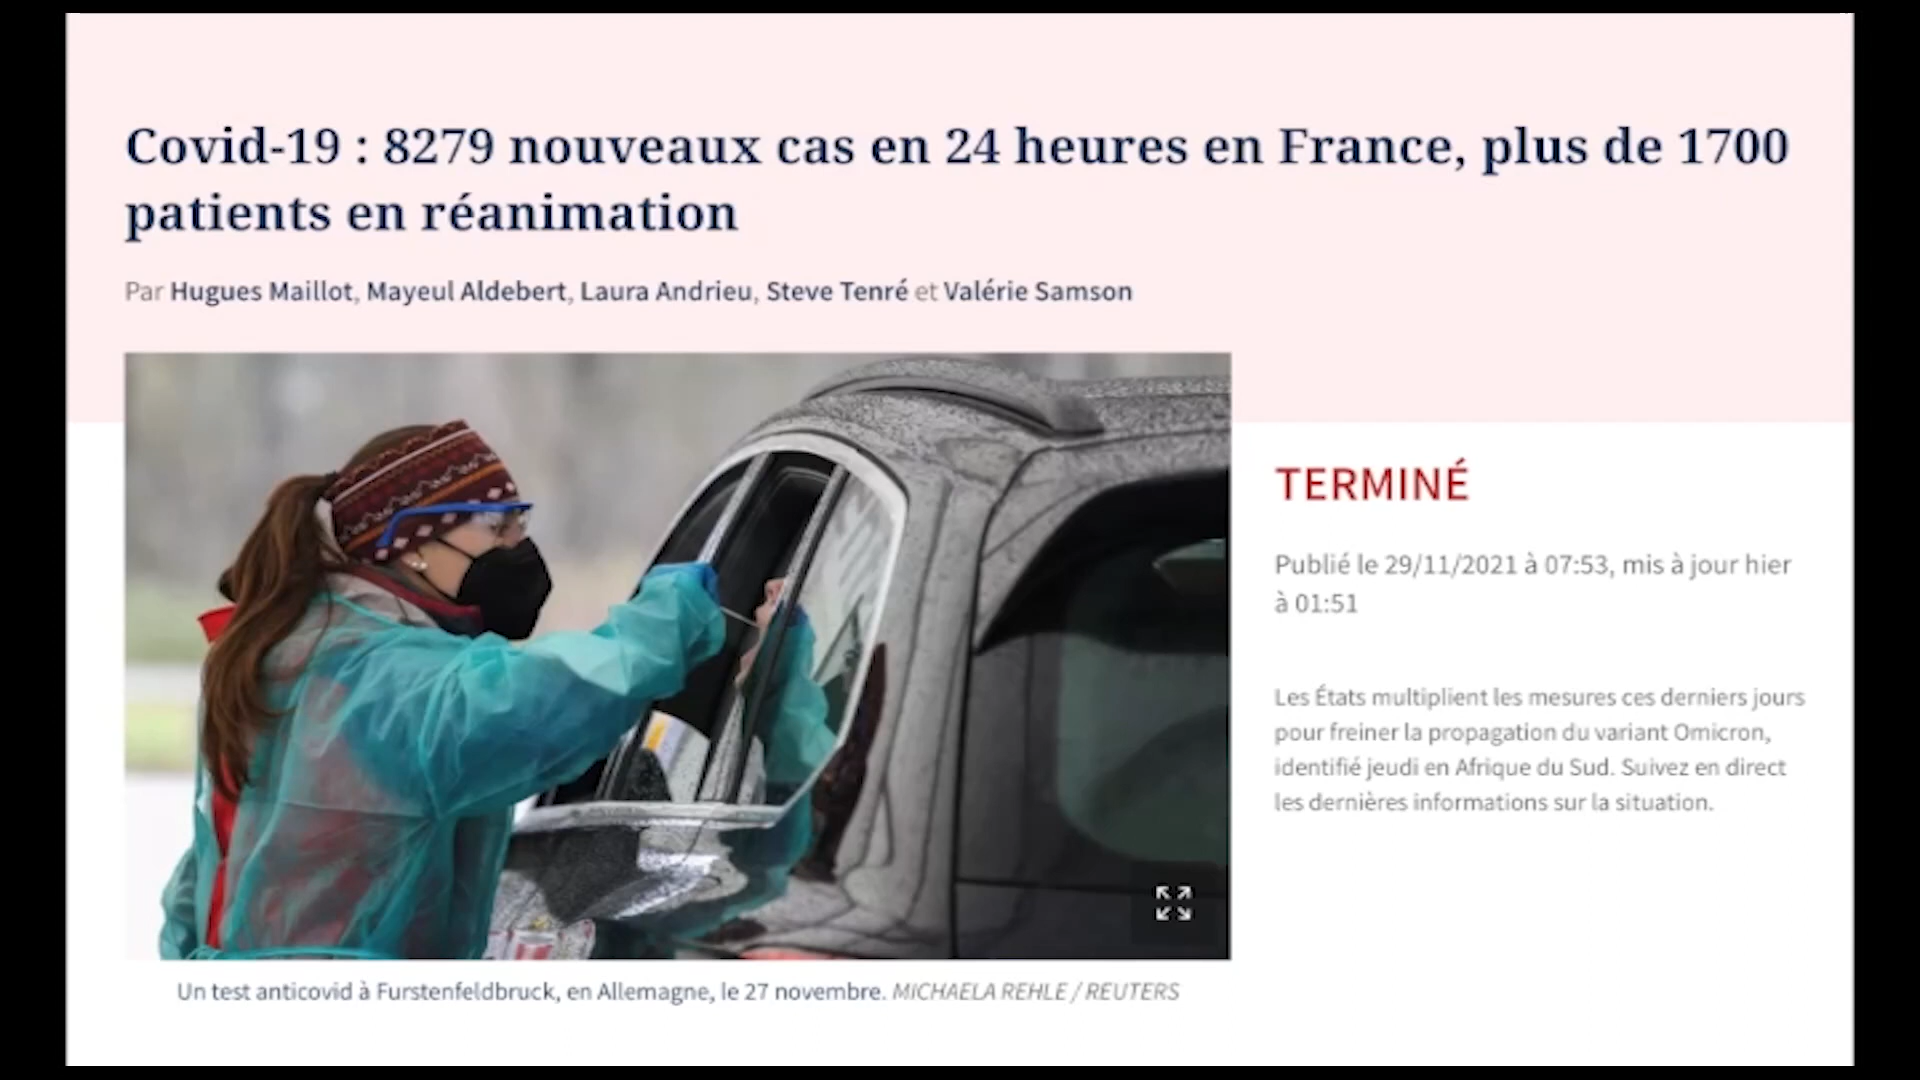 Covid-19 : 8279 nouveaux cas en 24 heures en France, plus de 1700
patients en réanimation
Par Hugues Maillot, Mayeul Aldebert, Laura Andrieu, Steve Tenré et Valérie Samson
TERMINÉ
Publié le 29/11/2021 à 07:53, mis à jour hier
à 01:51
Les États multiplient les mesures ces derniers jours
pour freiner la propagation du variant Omicron,
identifié jeudi en Afrique du Sud. Suivez en direct
les dernières informations sur la situation.
Un test anticovid à Furstenfeldbruck, en Allemagne, le 27 novembre. MICHAELA REHLE / REUTERS